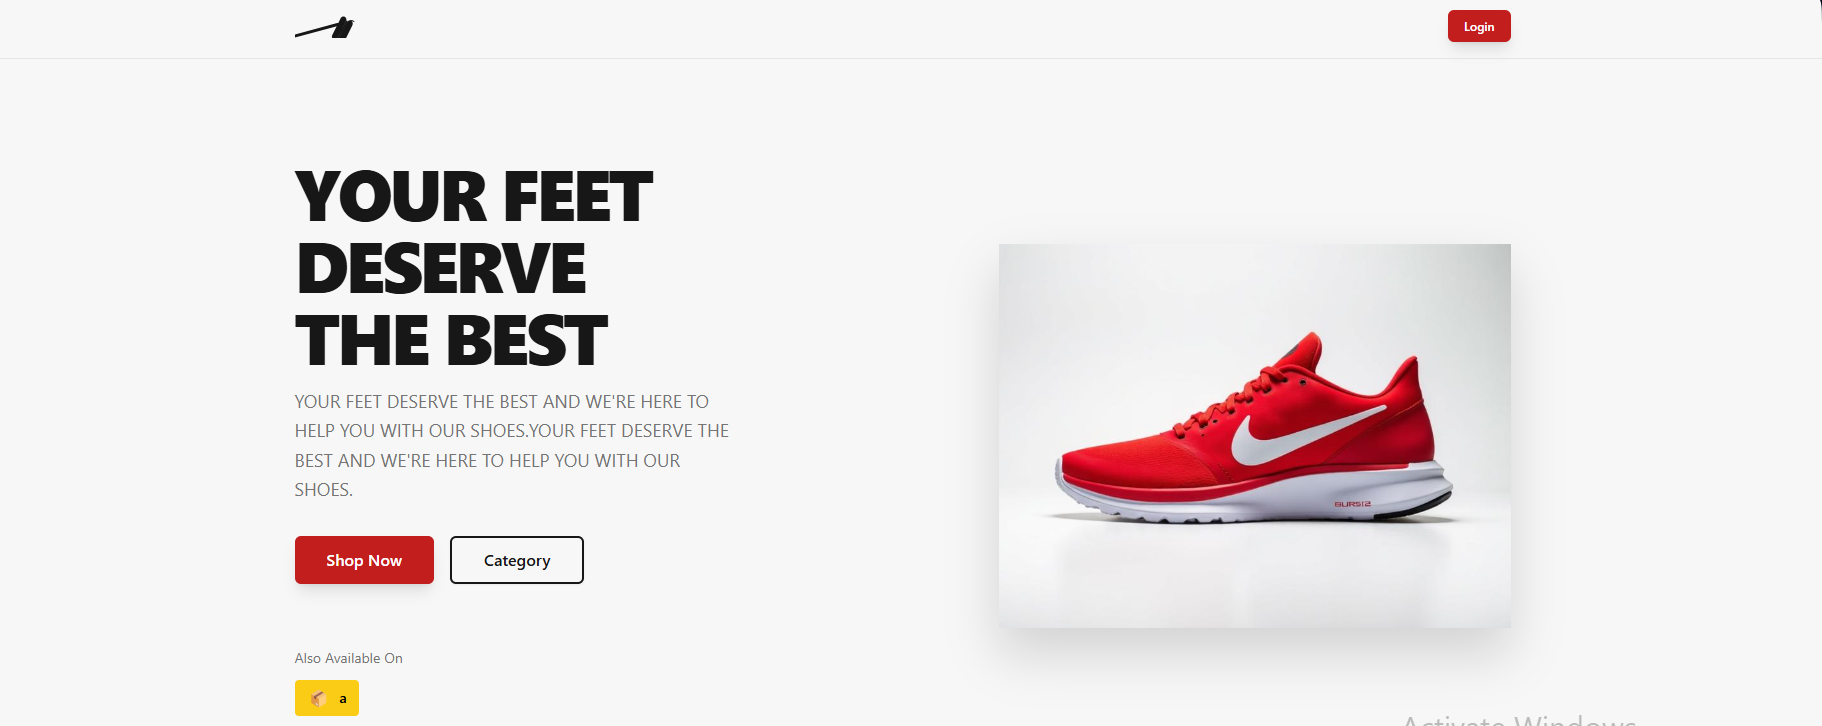 Login
YOUR FEET
DESERVE
THE BEST
YOUR FEET DESERVE THE BEST AND WE'RE HERE TO
HELP YOU WITH OUR SHOES.YOUR FEET DESERVE THE
BEST AND WE'RE HERE TO HELP YOU WITH OUR
SHOES.
Shop Now
Category
Also Available On
a
Activate Windows